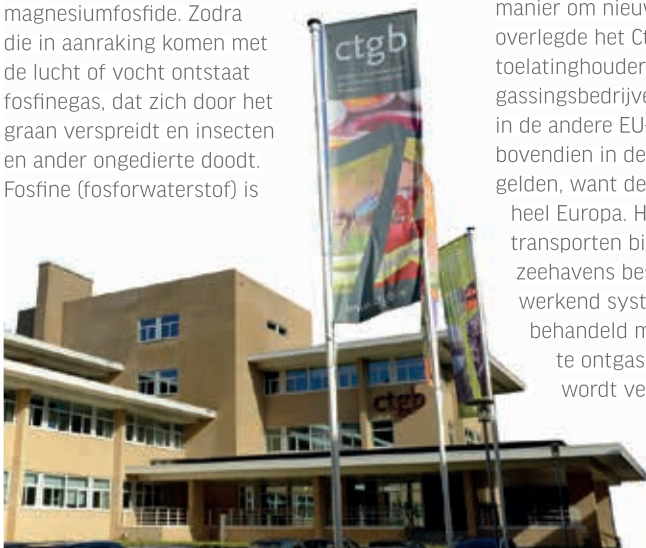 magnesiumfosfide. Zodra
die in aanraking komen met
de lucht of vocht ontstaat
fosfinegas, dat zich door het
graan verspreidt en insecten
en ander ongedierte doodt.
Fosfine (fosforwaterstof) is
manier om nieuw
overlegde het Ct
toelatinghouder
gassingsbedrijve
in de andere EU-
bovendien in de
gelden, want de
heel Europa. H
transporten bi
zeehavens bes
werkend syst
behandeld m
te ontgas
wordt ve
ctgb
ctgb